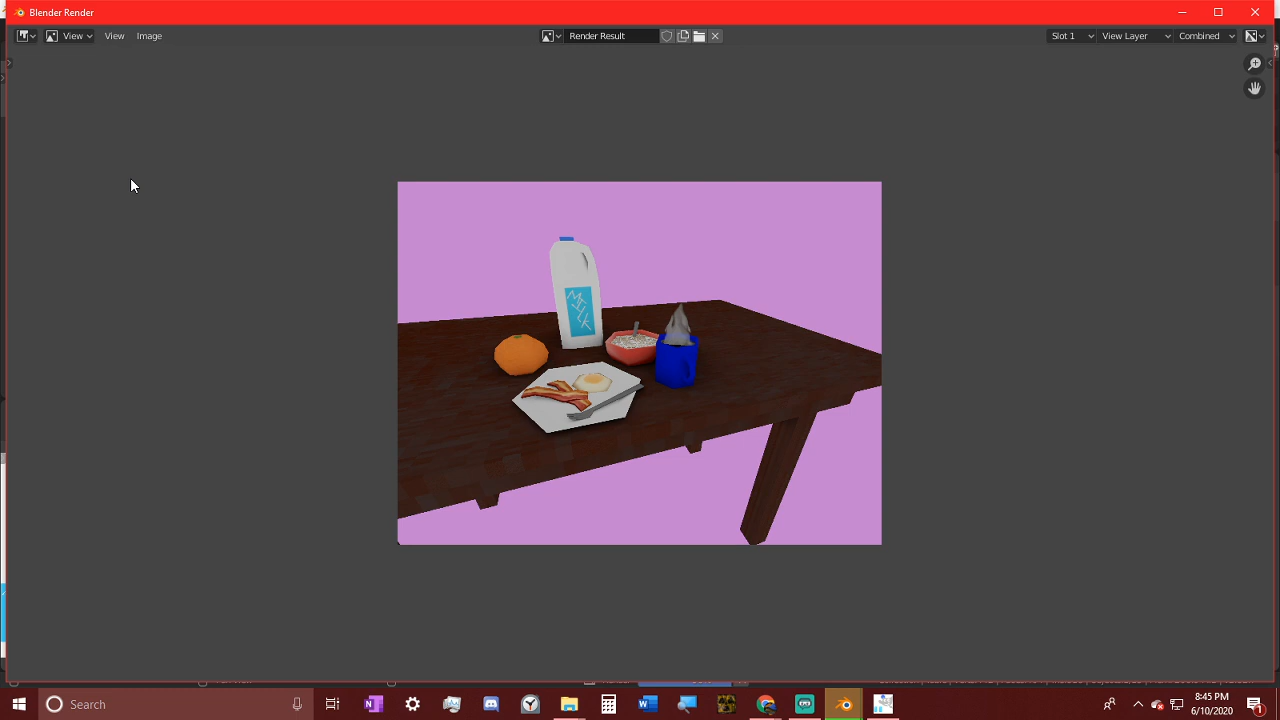 Blender Render
View View Image Render Result Slot 1 View Layer Combined
MILK
Search
8:45 PM
6/10/2020
1